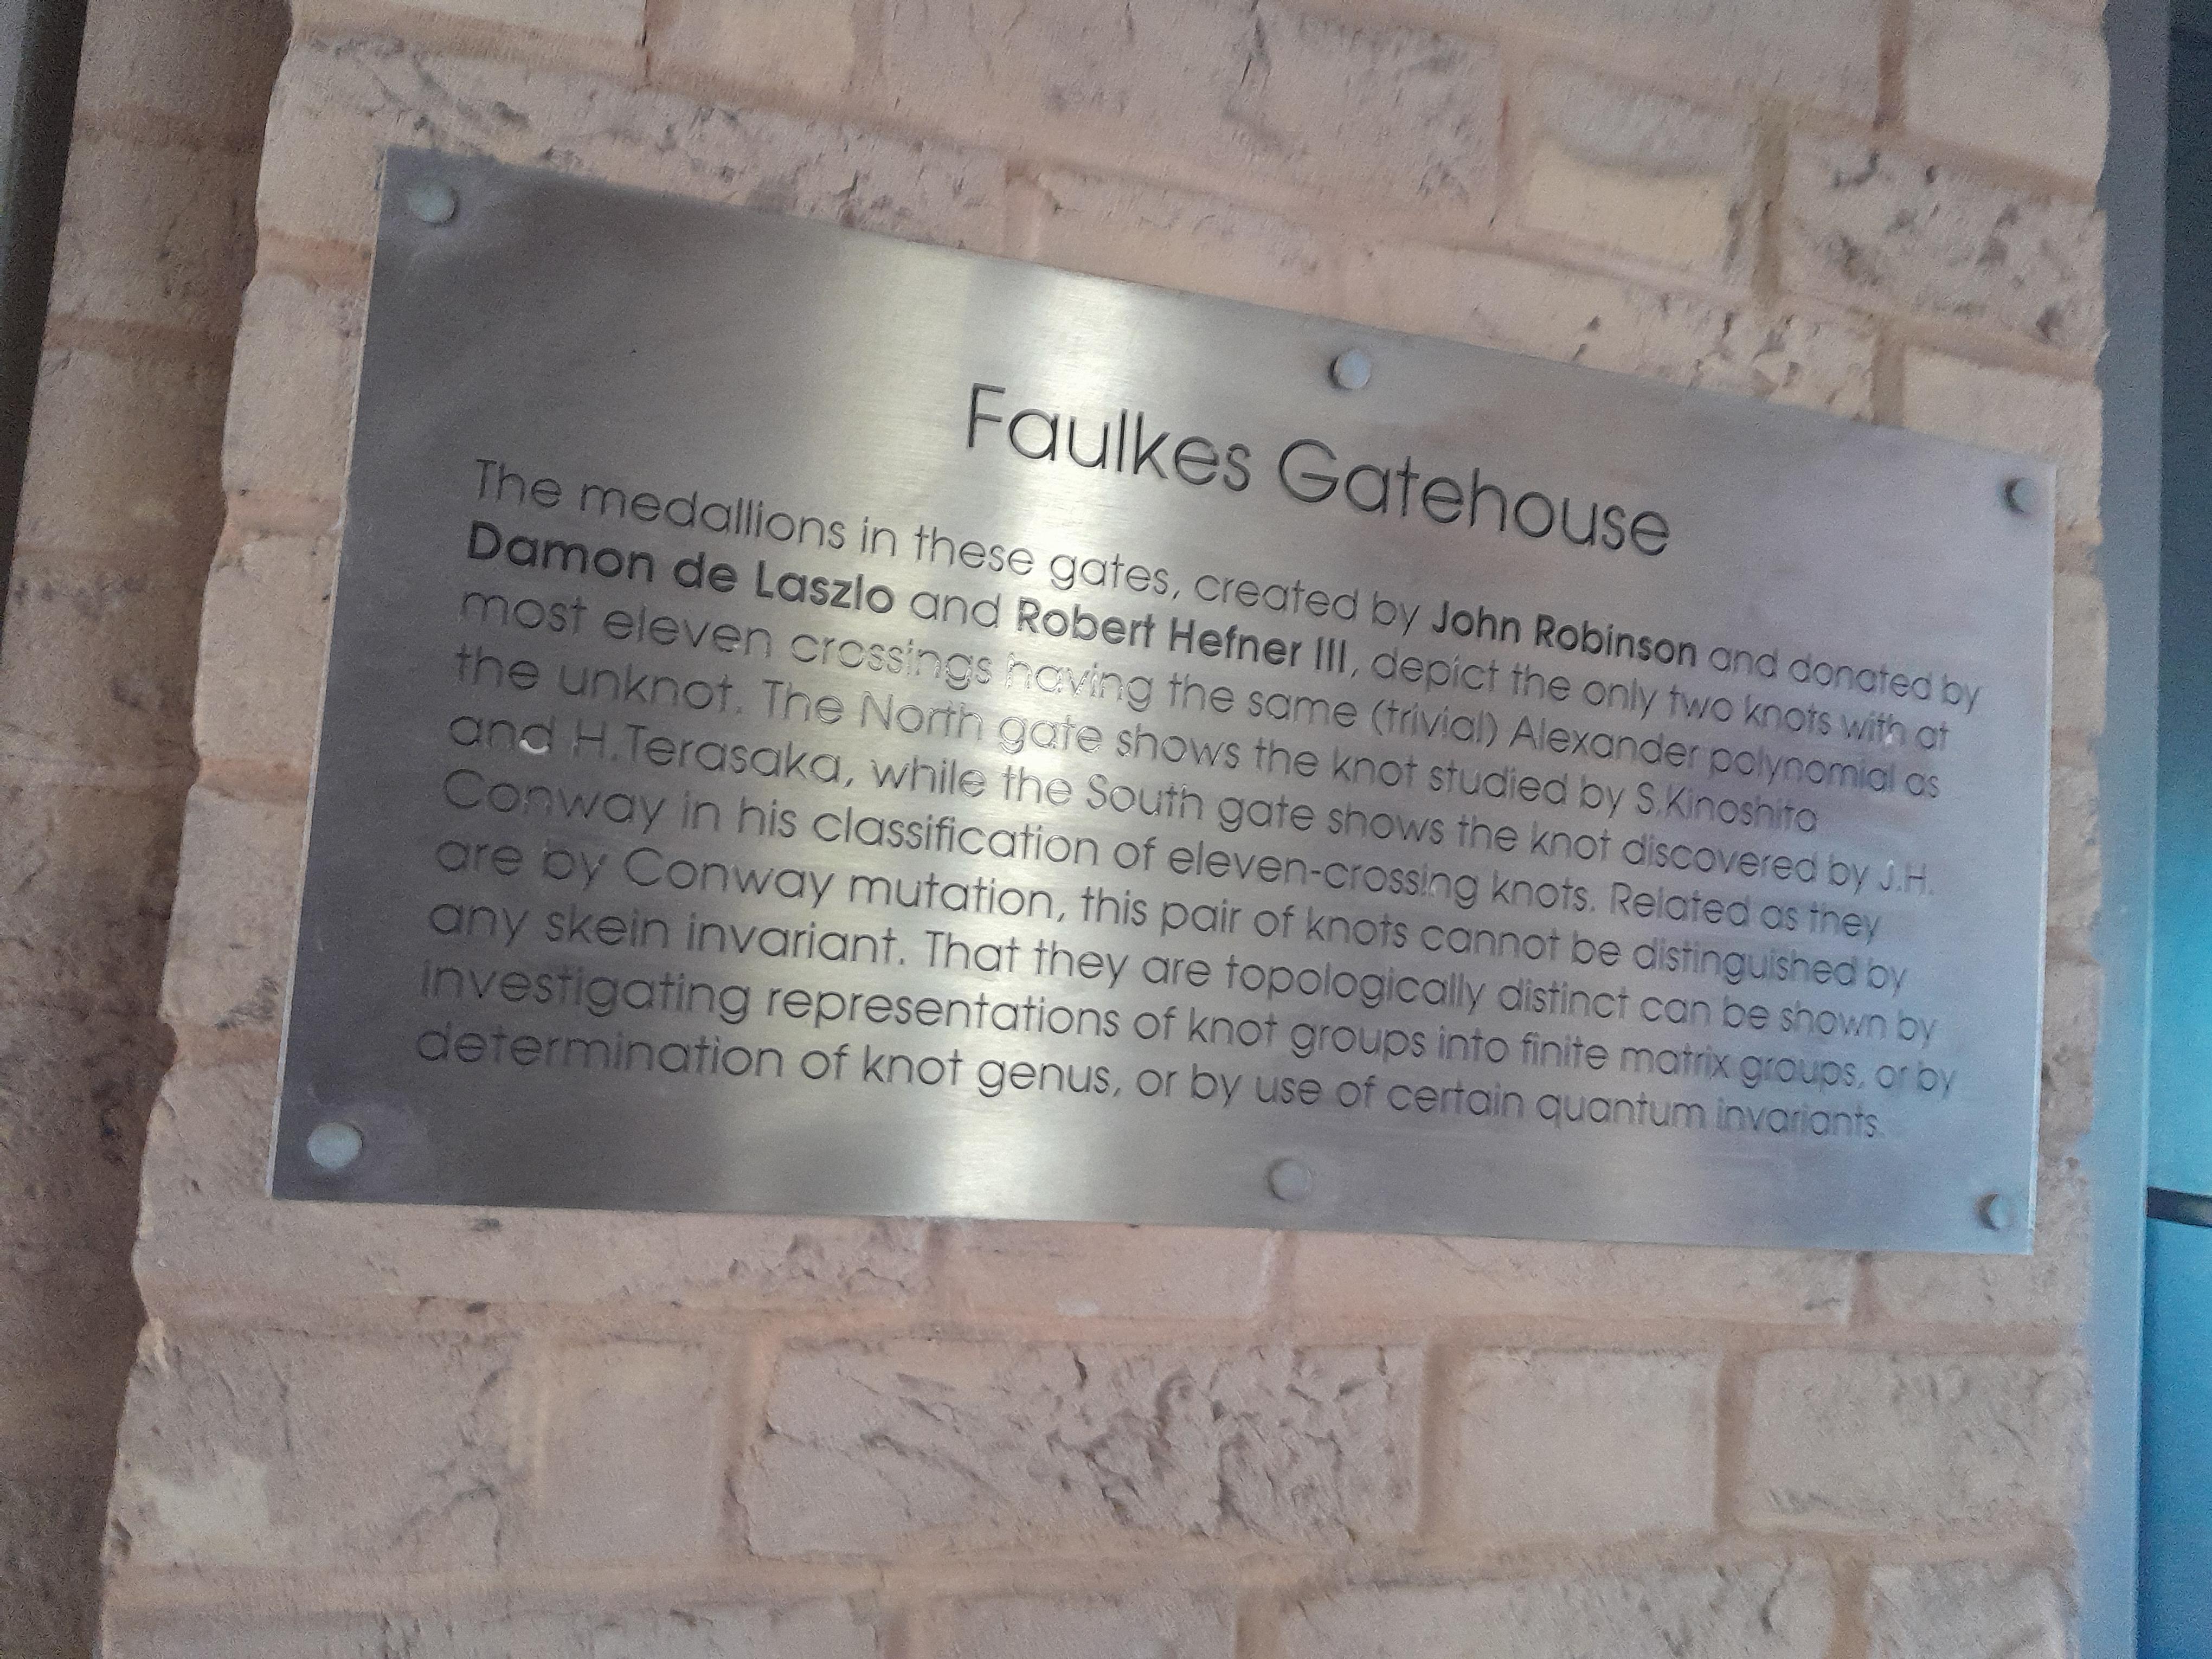 Faulkes Gatehouse
The medallions in these gates, created by John Robinson and donated by
Damon de Laszlo and Robert Hefner III, depict the only two knots with at
most eleven crossings having the same (trivial) Alexander polynomial as
the unknot. The North gate shows the knot studied by S.Kinoshita
and H.Terasaka, while the South gate shows the knot discovered by J.H.
Conway in his classification of eleven-crossing knots. Related as they
are by Conway mutation, this pair of knots cannot be distinguished by
any skein invariant. That they are topologically distinct can be shown by
investigating representations of knot groups into finite matrix groups, or by
determination of knot genus, or by use of certain quantum invariants.